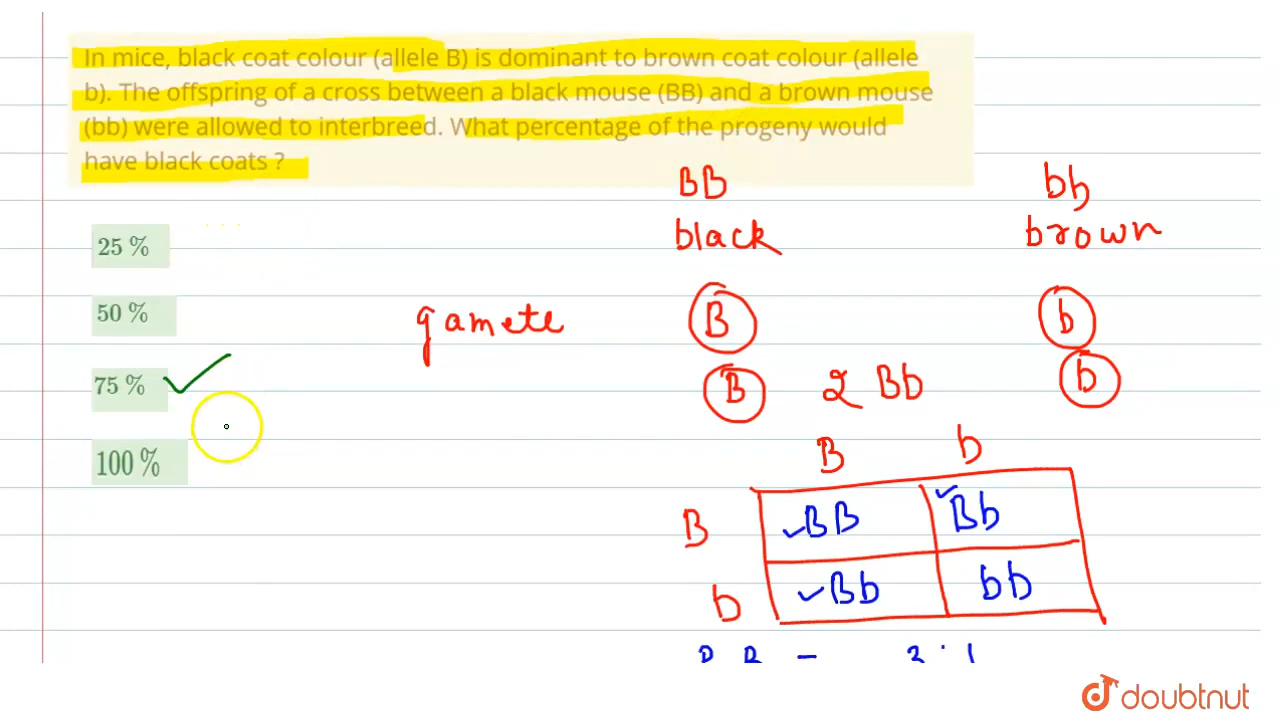 In mice, black coat colour (allele B) is dominant to brown coat colour (allele
b). The offspring of a cross between a black mouse (BB) and a brown mouse
(bb) were allowed to interbreed. What percentage of the progeny would
have black coats ?
BB bb
black brown
25 %
50 %
gamete B b
75 %
B 2 Bb b
100 %
B b
B BB Bb
b Bb bb
doubtnut